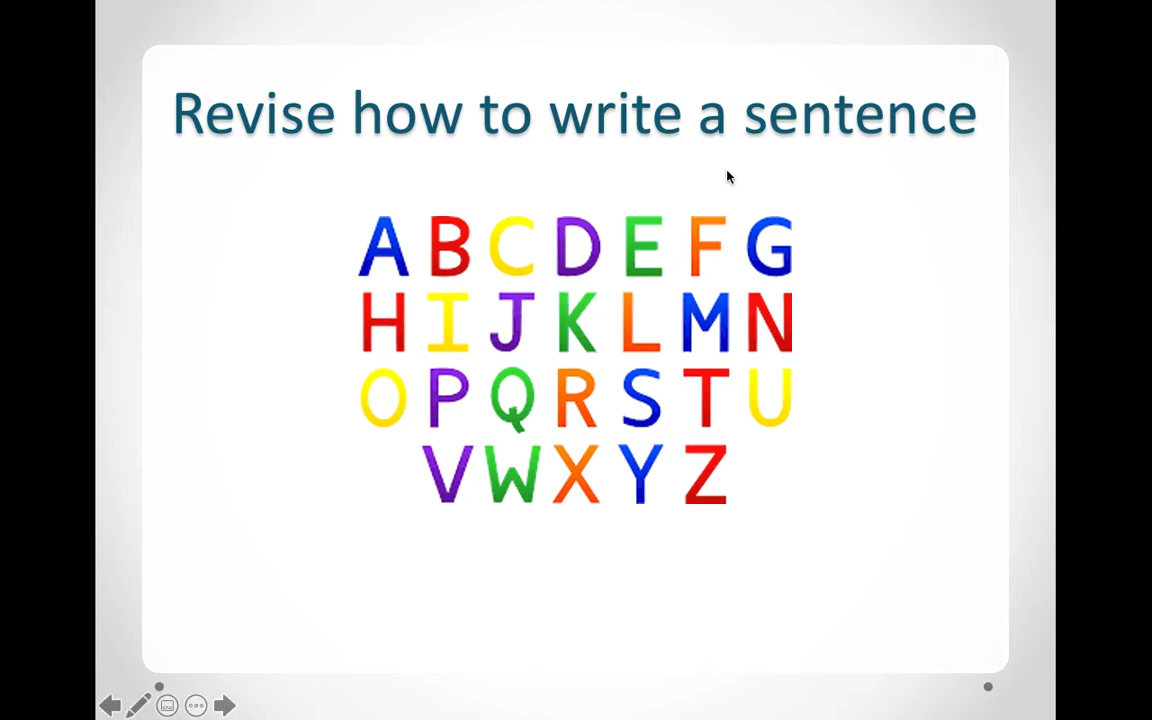 Revise how to write a sentence
A B C D E F G
H I J K L M N
O P Q R S T U
V W X Y Z